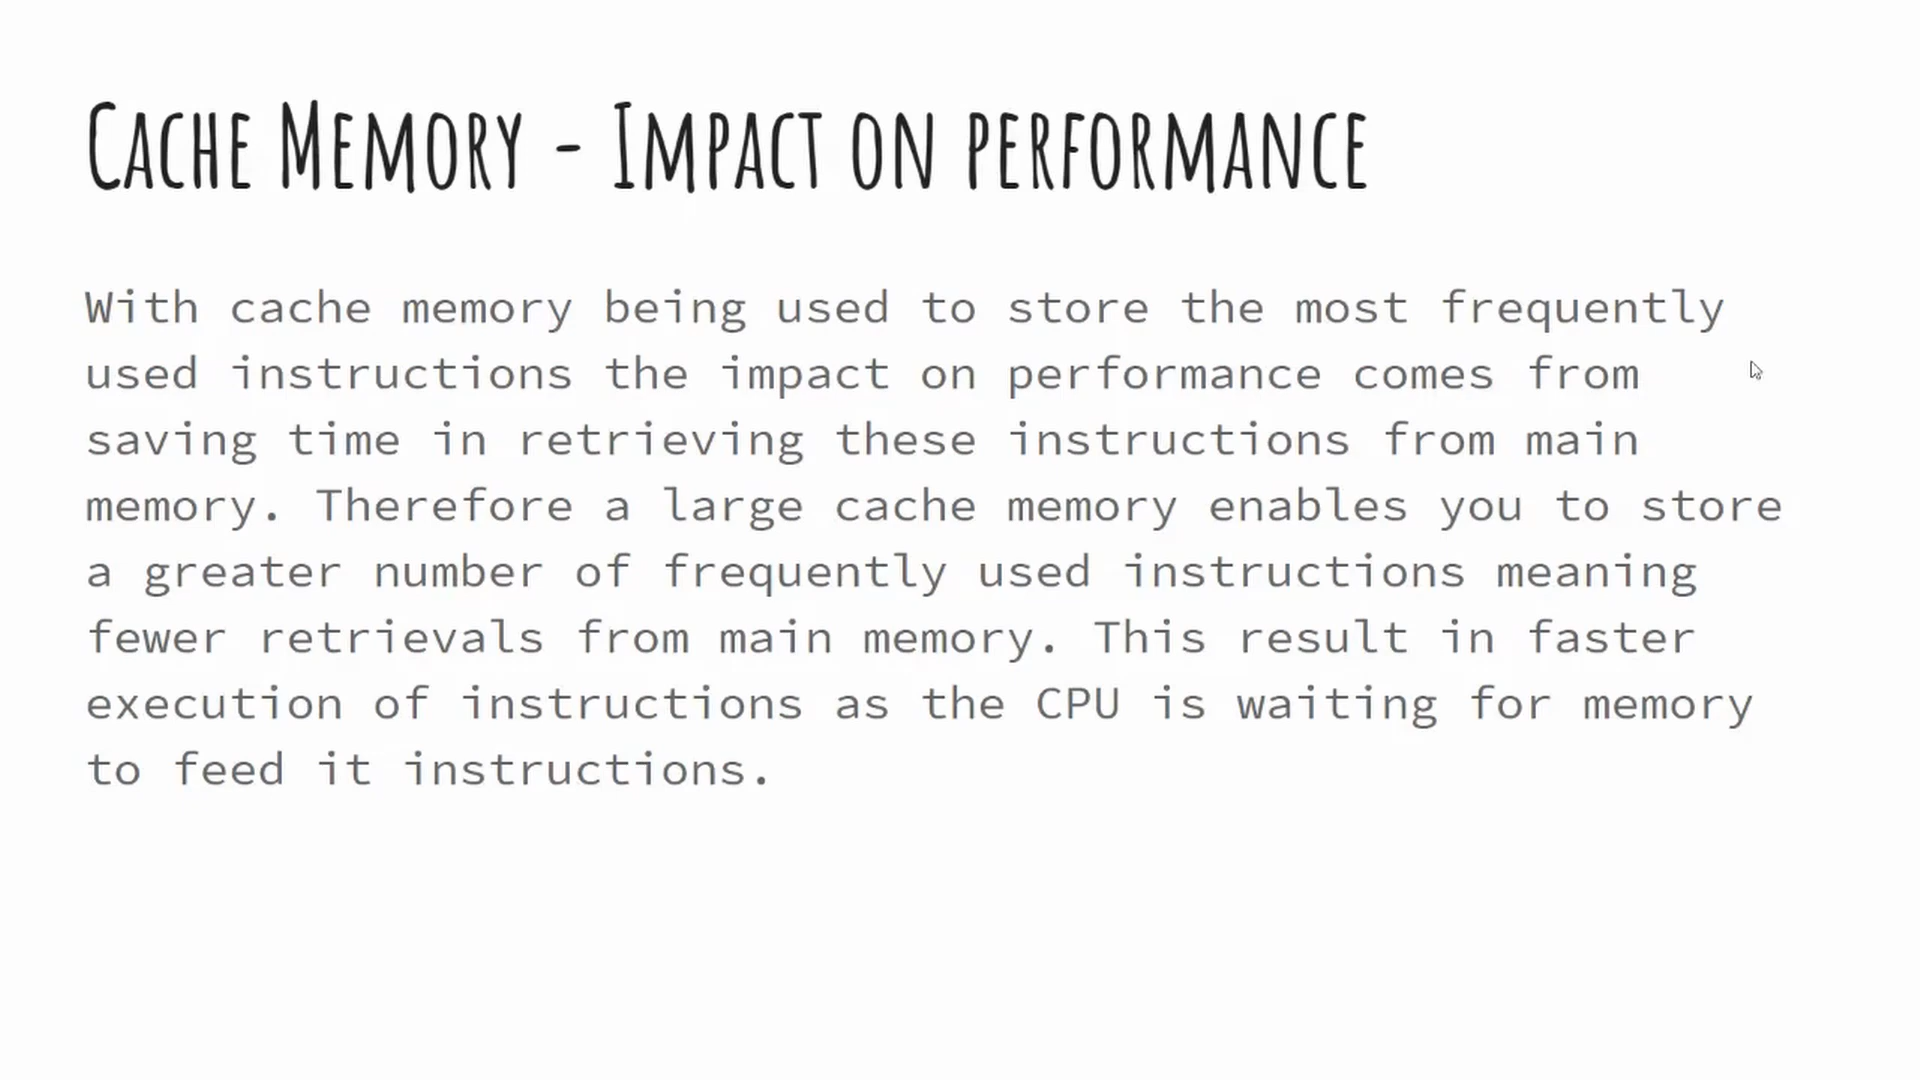 Cache Memory - Impact on performance
With cache memory being used to store the most frequently
used instructions the impact on performance comes from
saving time in retrieving these instructions from main
memory. Therefore a large cache memory enables you to store
a greater number of frequently used instructions meaning
fewer retrievals from main memory. This result in faster
execution of instructions as the CPU is waiting for memory
to feed it instructions.